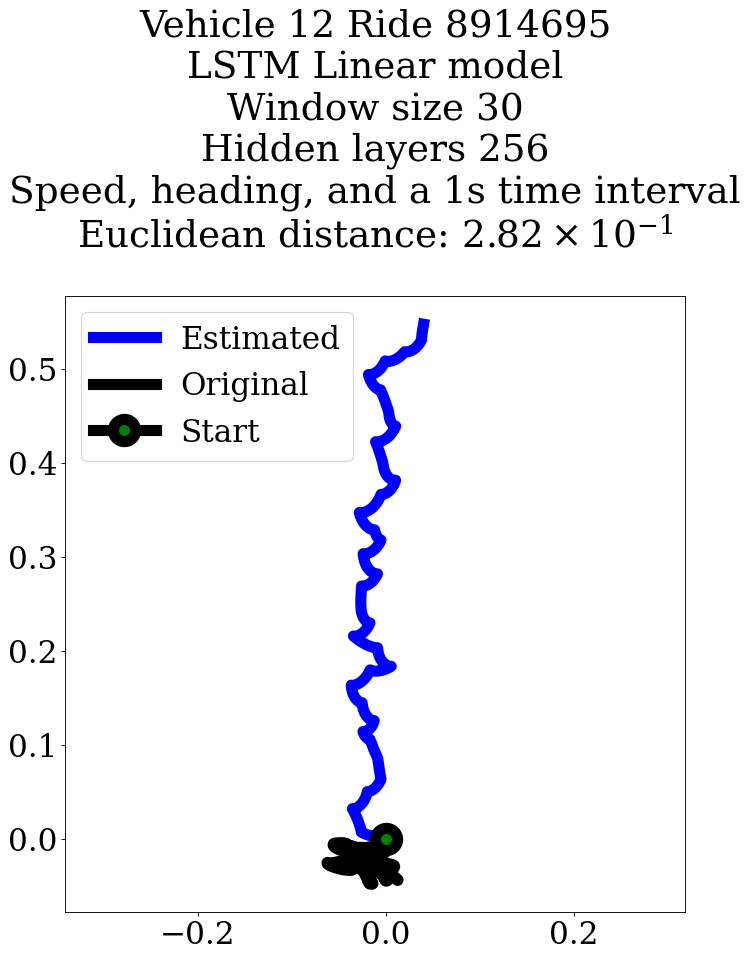 Vehicle 12 Ride 8914695
LSTM Linear model
Window size 30
Hidden layers 256
Speed, heading, and a 1s time interval
Euclidean distance: 2.82 × 10⁻¹
Estimated
Original
Start
0.5
0.4
0.3
0.2
0.1
0.0
−0.2 0.0 0.2